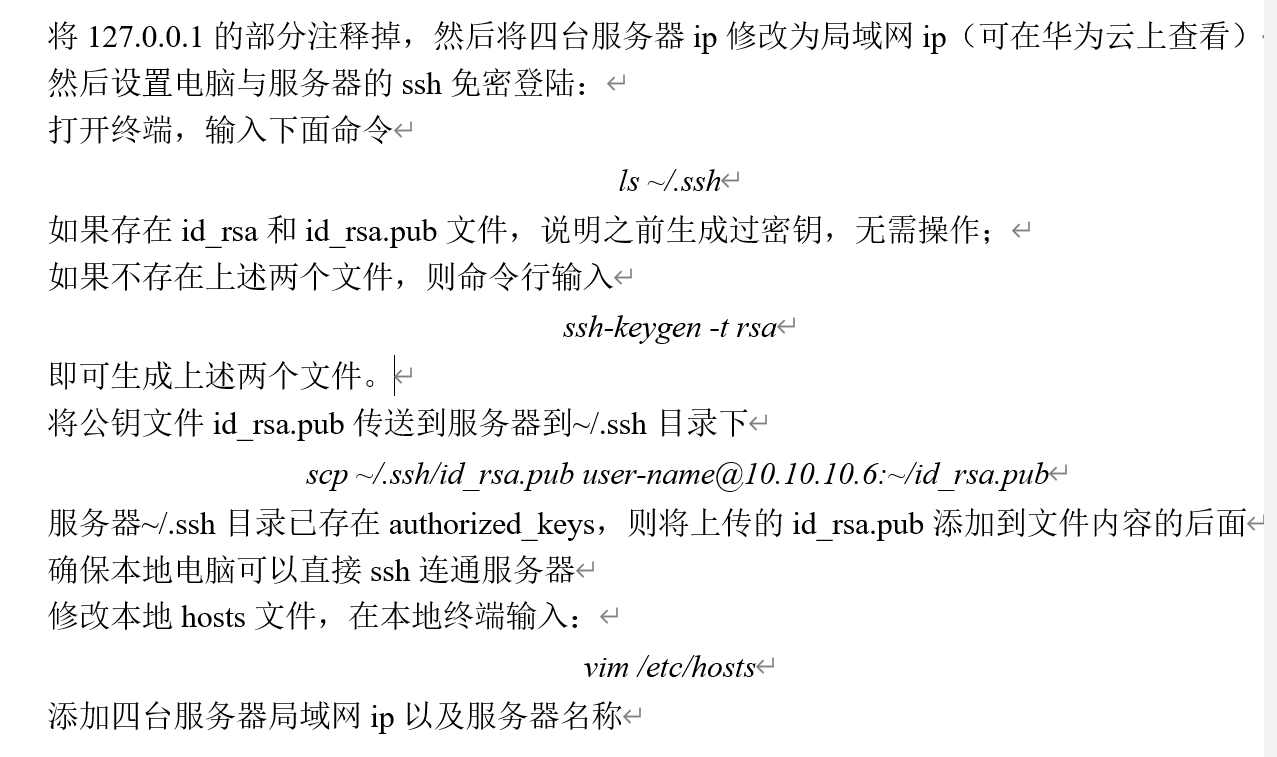 将 127.0.0.1 的部分注释掉，然后将四台服务器 ip 修改为局域网 ip（可在华为云上查看）
然后设置电脑与服务器的 ssh 免密登陆：
打开终端，输入下面命令
ls ~/.ssh
如果存在 id_rsa 和 id_rsa.pub 文件，说明之前生成过密钥，无需操作；
如果不存在上述两个文件，则命令行输入
ssh-keygen -t rsa
即可生成上述两个文件。
将公钥文件 id_rsa.pub 传送到服务器到~/.ssh 目录下
scp ~/.ssh/id_rsa.pub user-name@10.10.10.6:~/id_rsa.pub
服务器~/.ssh 目录已存在 authorized_keys，则将上传的 id_rsa.pub 添加到文件内容的后面
确保本地电脑可以直接 ssh 连通服务器
修改本地 hosts 文件，在本地终端输入：
vim /etc/hosts
添加四台服务器局域网 ip 以及服务器名称